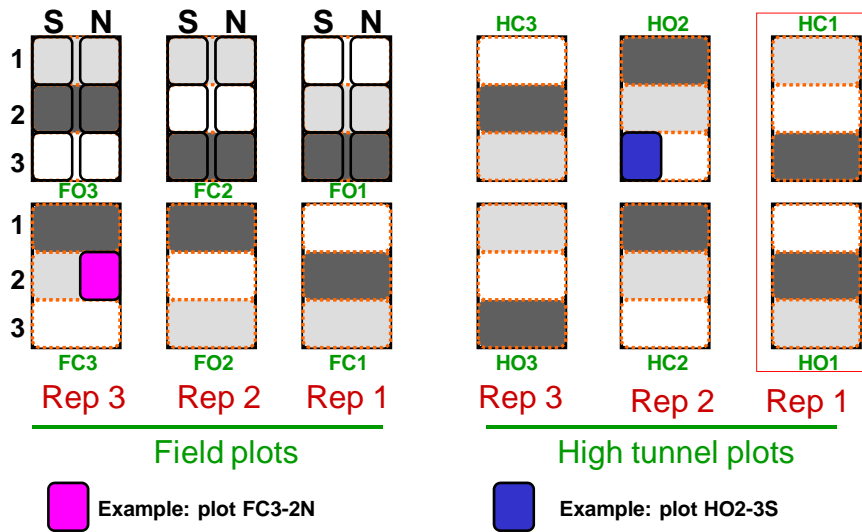 S N S N S N HC3 HO2 HC1
1
2
3
FO3 FC2 FO1
1
2
3
FC3 FO2 FC1 HO3 HC2 HO1
Rep 3 Rep 2 Rep 1 Rep 3 Rep 2 Rep 1
Field plots High tunnel plots
Example: plot FC3-2N Example: plot HO2-3S